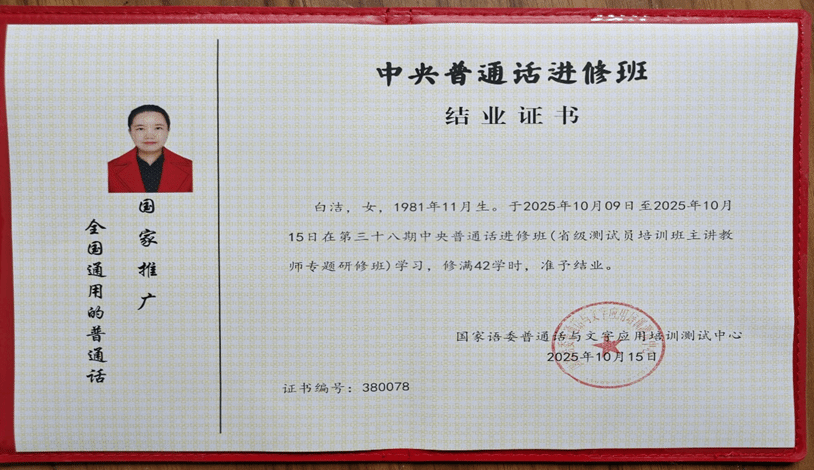 中央普通话进修班
结业证书
白洁，女，1981年11月生。于2025年10月09日至2025年10月
15日在第三十八期中央普通话进修班(省级测试员培训班主讲教
师专题研修班)学习，修满42学时，准予结业。
国家语委普通话与文字应用培训测试中心
2025年10月15日
证书编号：380078
国家推广
全国通用的普通话